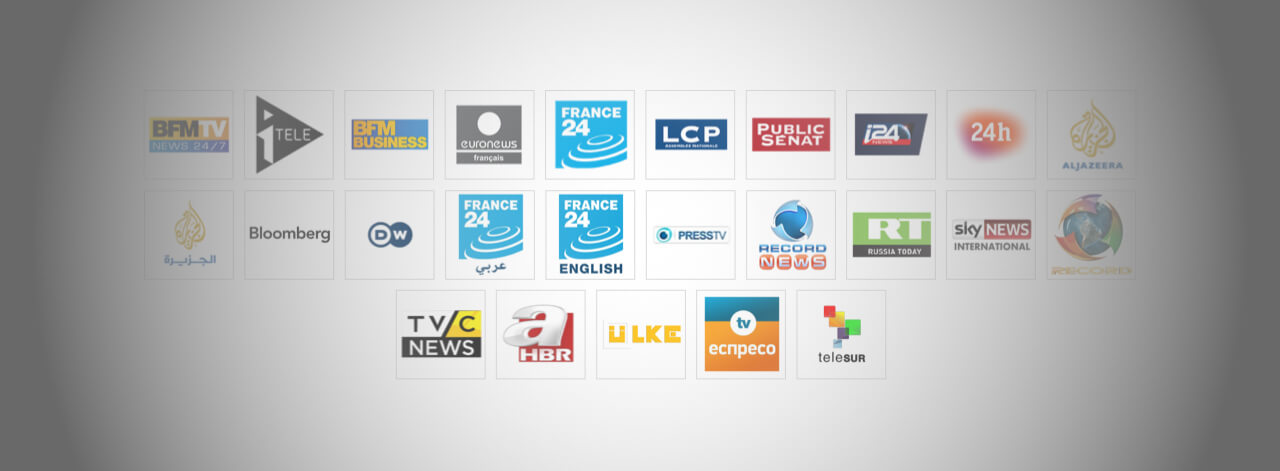 BFMTV
NEWS 24/7
iTELE
BFM
BUSINESS
euronews
français
FRANCE
24
LCP
ASSEMBLÉE NATIONALE
PUBLIC
SENAT
i24
NEWS
24h
ALJAZEERA
الجزيرة
Bloomberg
DW
FRANCE
24
عربي
FRANCE
24
ENGLISH
PRESSTV
RECORD
NEWS
RT
RUSSIA TODAY
sky NEWS
INTERNATIONAL
RECORD
TV/C
NEWS
a
HBR
ÜLKE
tv
еспресо
teleSUR